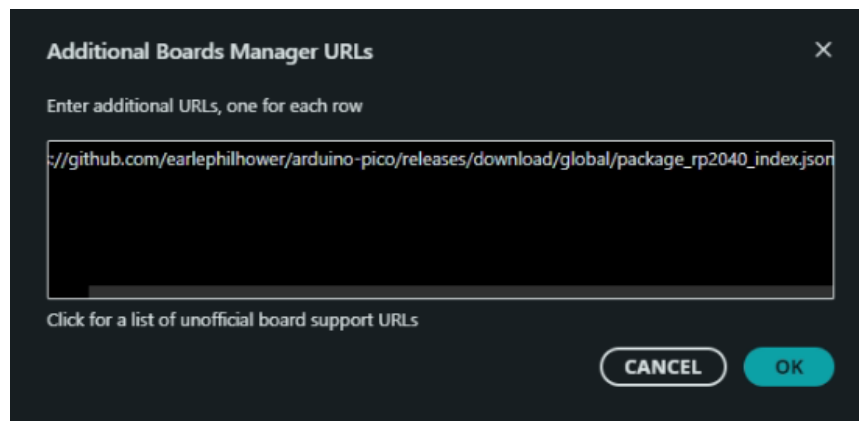 Additional Boards Manager URLs
Enter additional URLs, one for each row
://github.com/earlephilhower/arduino-pico/releases/download/global/package_rp2040_index.json
Click for a list of unofficial board support URLs
CANCEL OK